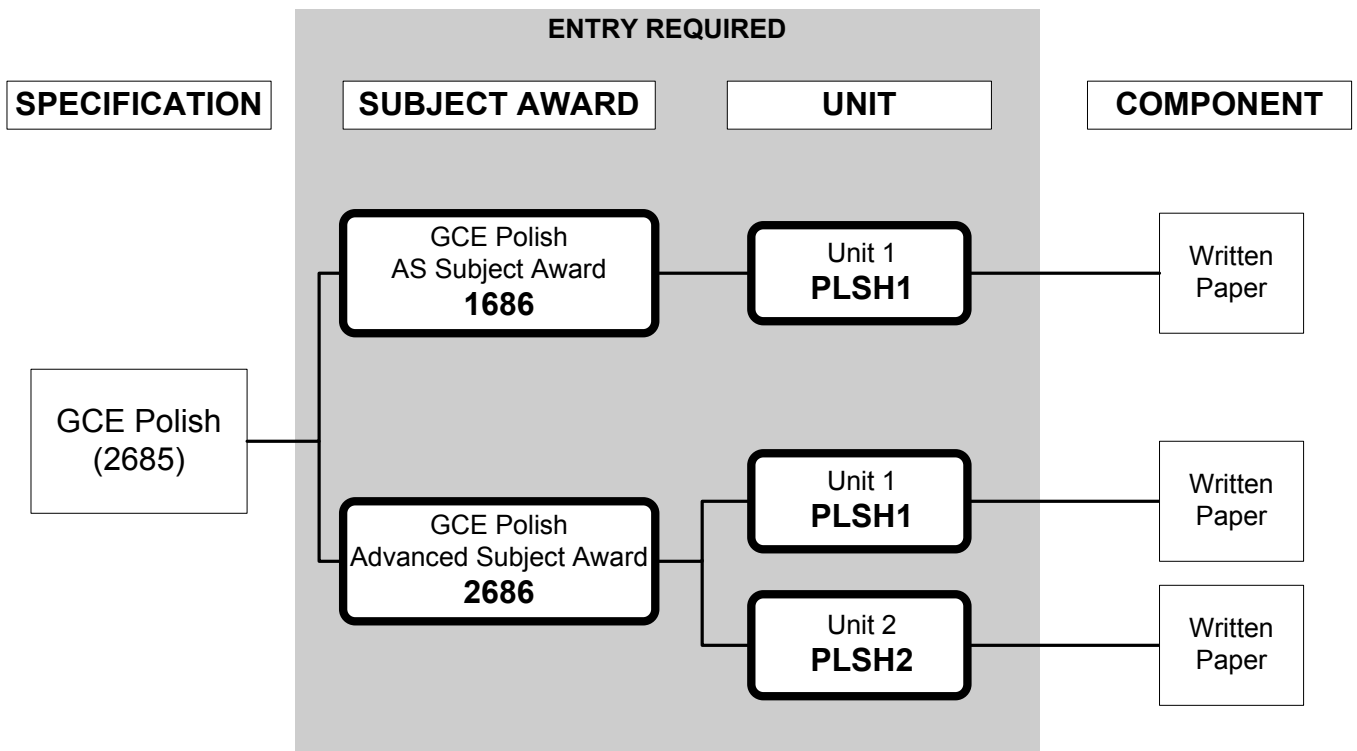 ENTRY REQUIRED
SPECIFICATION
SUBJECT AWARD
UNIT
COMPONENT
GCE Polish
AS Subject Award
1686
Unit 1
PLSH1
Written
Paper
GCE Polish
(2685)
GCE Polish
Advanced Subject Award
2686
Unit 1
PLSH1
Written
Paper
Unit 2
PLSH2
Written
Paper